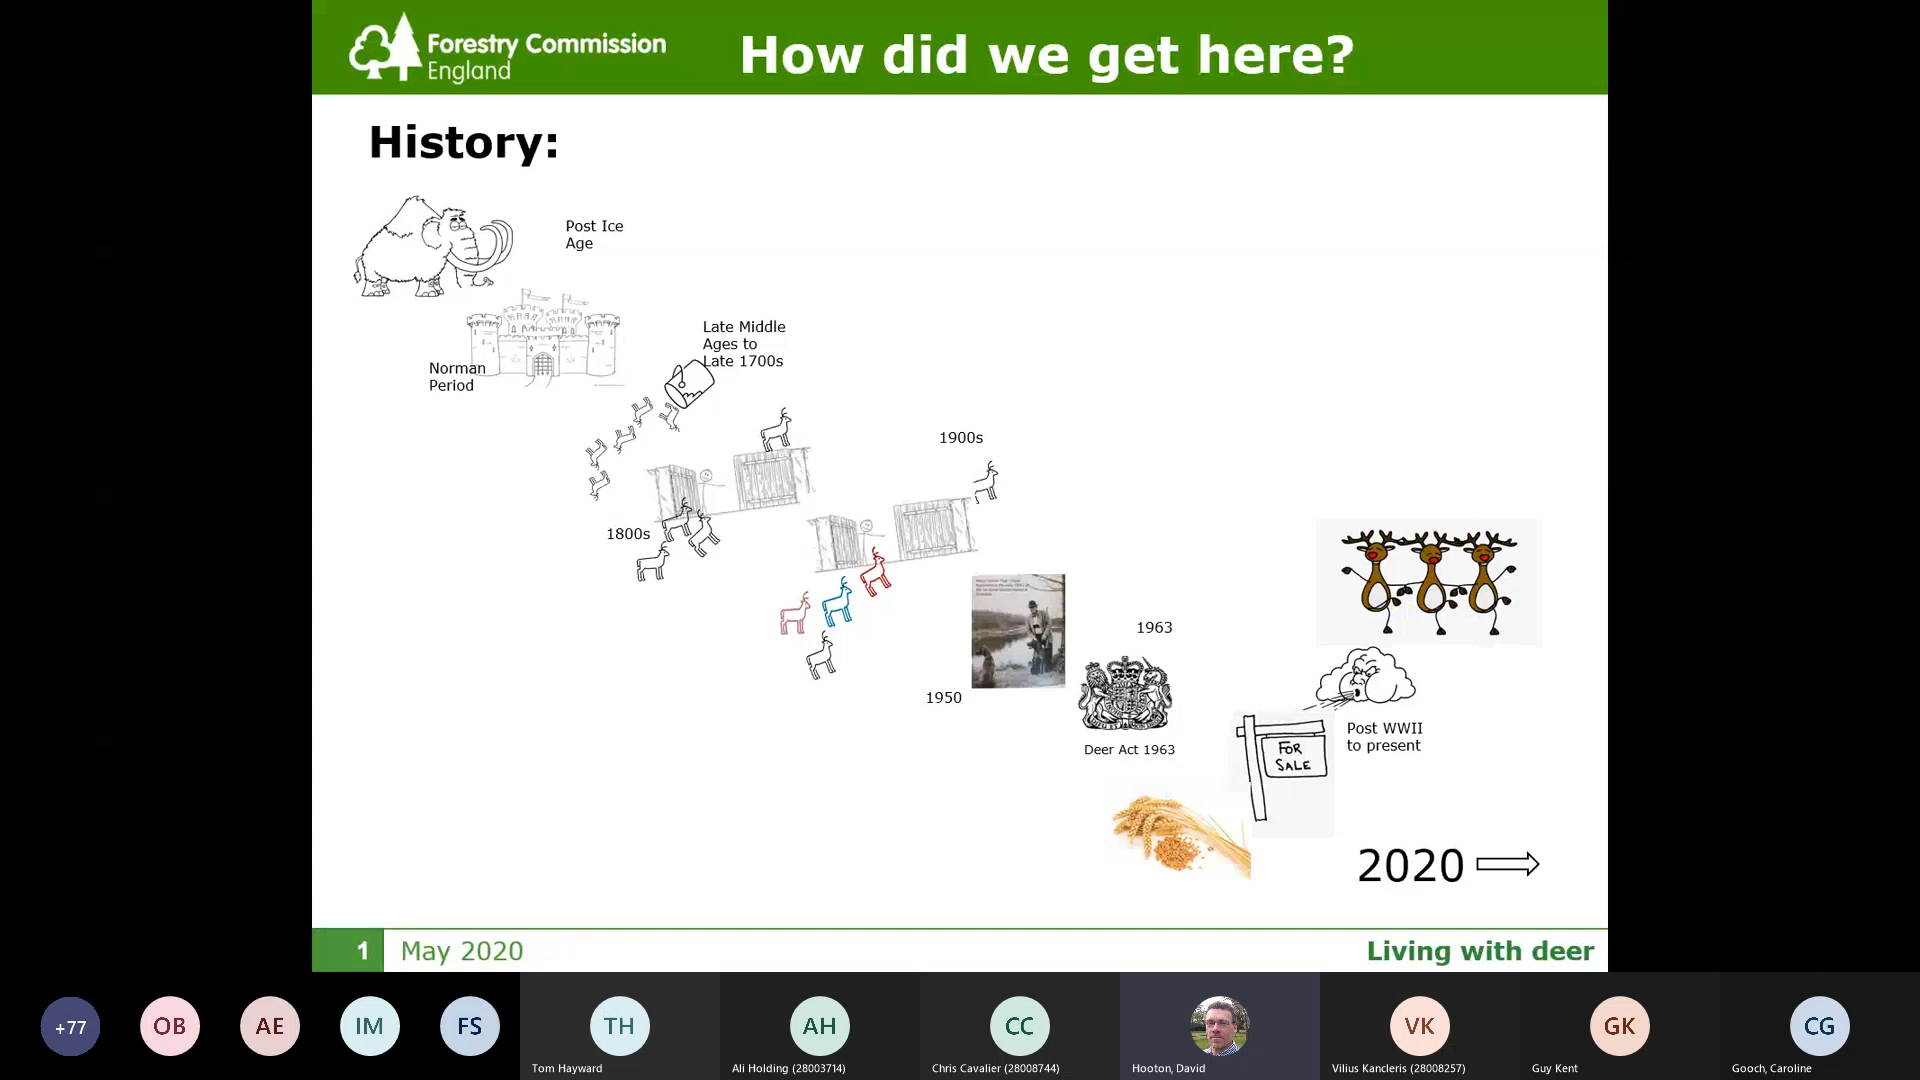 Forestry Commission
England
How did we get here?
History:
Post Ice
Age
Late Middle
Ages to
Late 1700s
Norman
Period
1900s
1800s
1963
1950
Deer Act 1963
FOR
SALE
Post WWII
to present
2020
1
May 2020
Living with deer
+77
OB
AE
IM
FS
TH
AH
CC
VK
GK
CG
Tom Hayward
Ali Holding (28003714)
Chris Cavalier (28008744)
Hooton, David
Vilius Kancleris (28008257)
Guy Kent
Gooch, Caroline